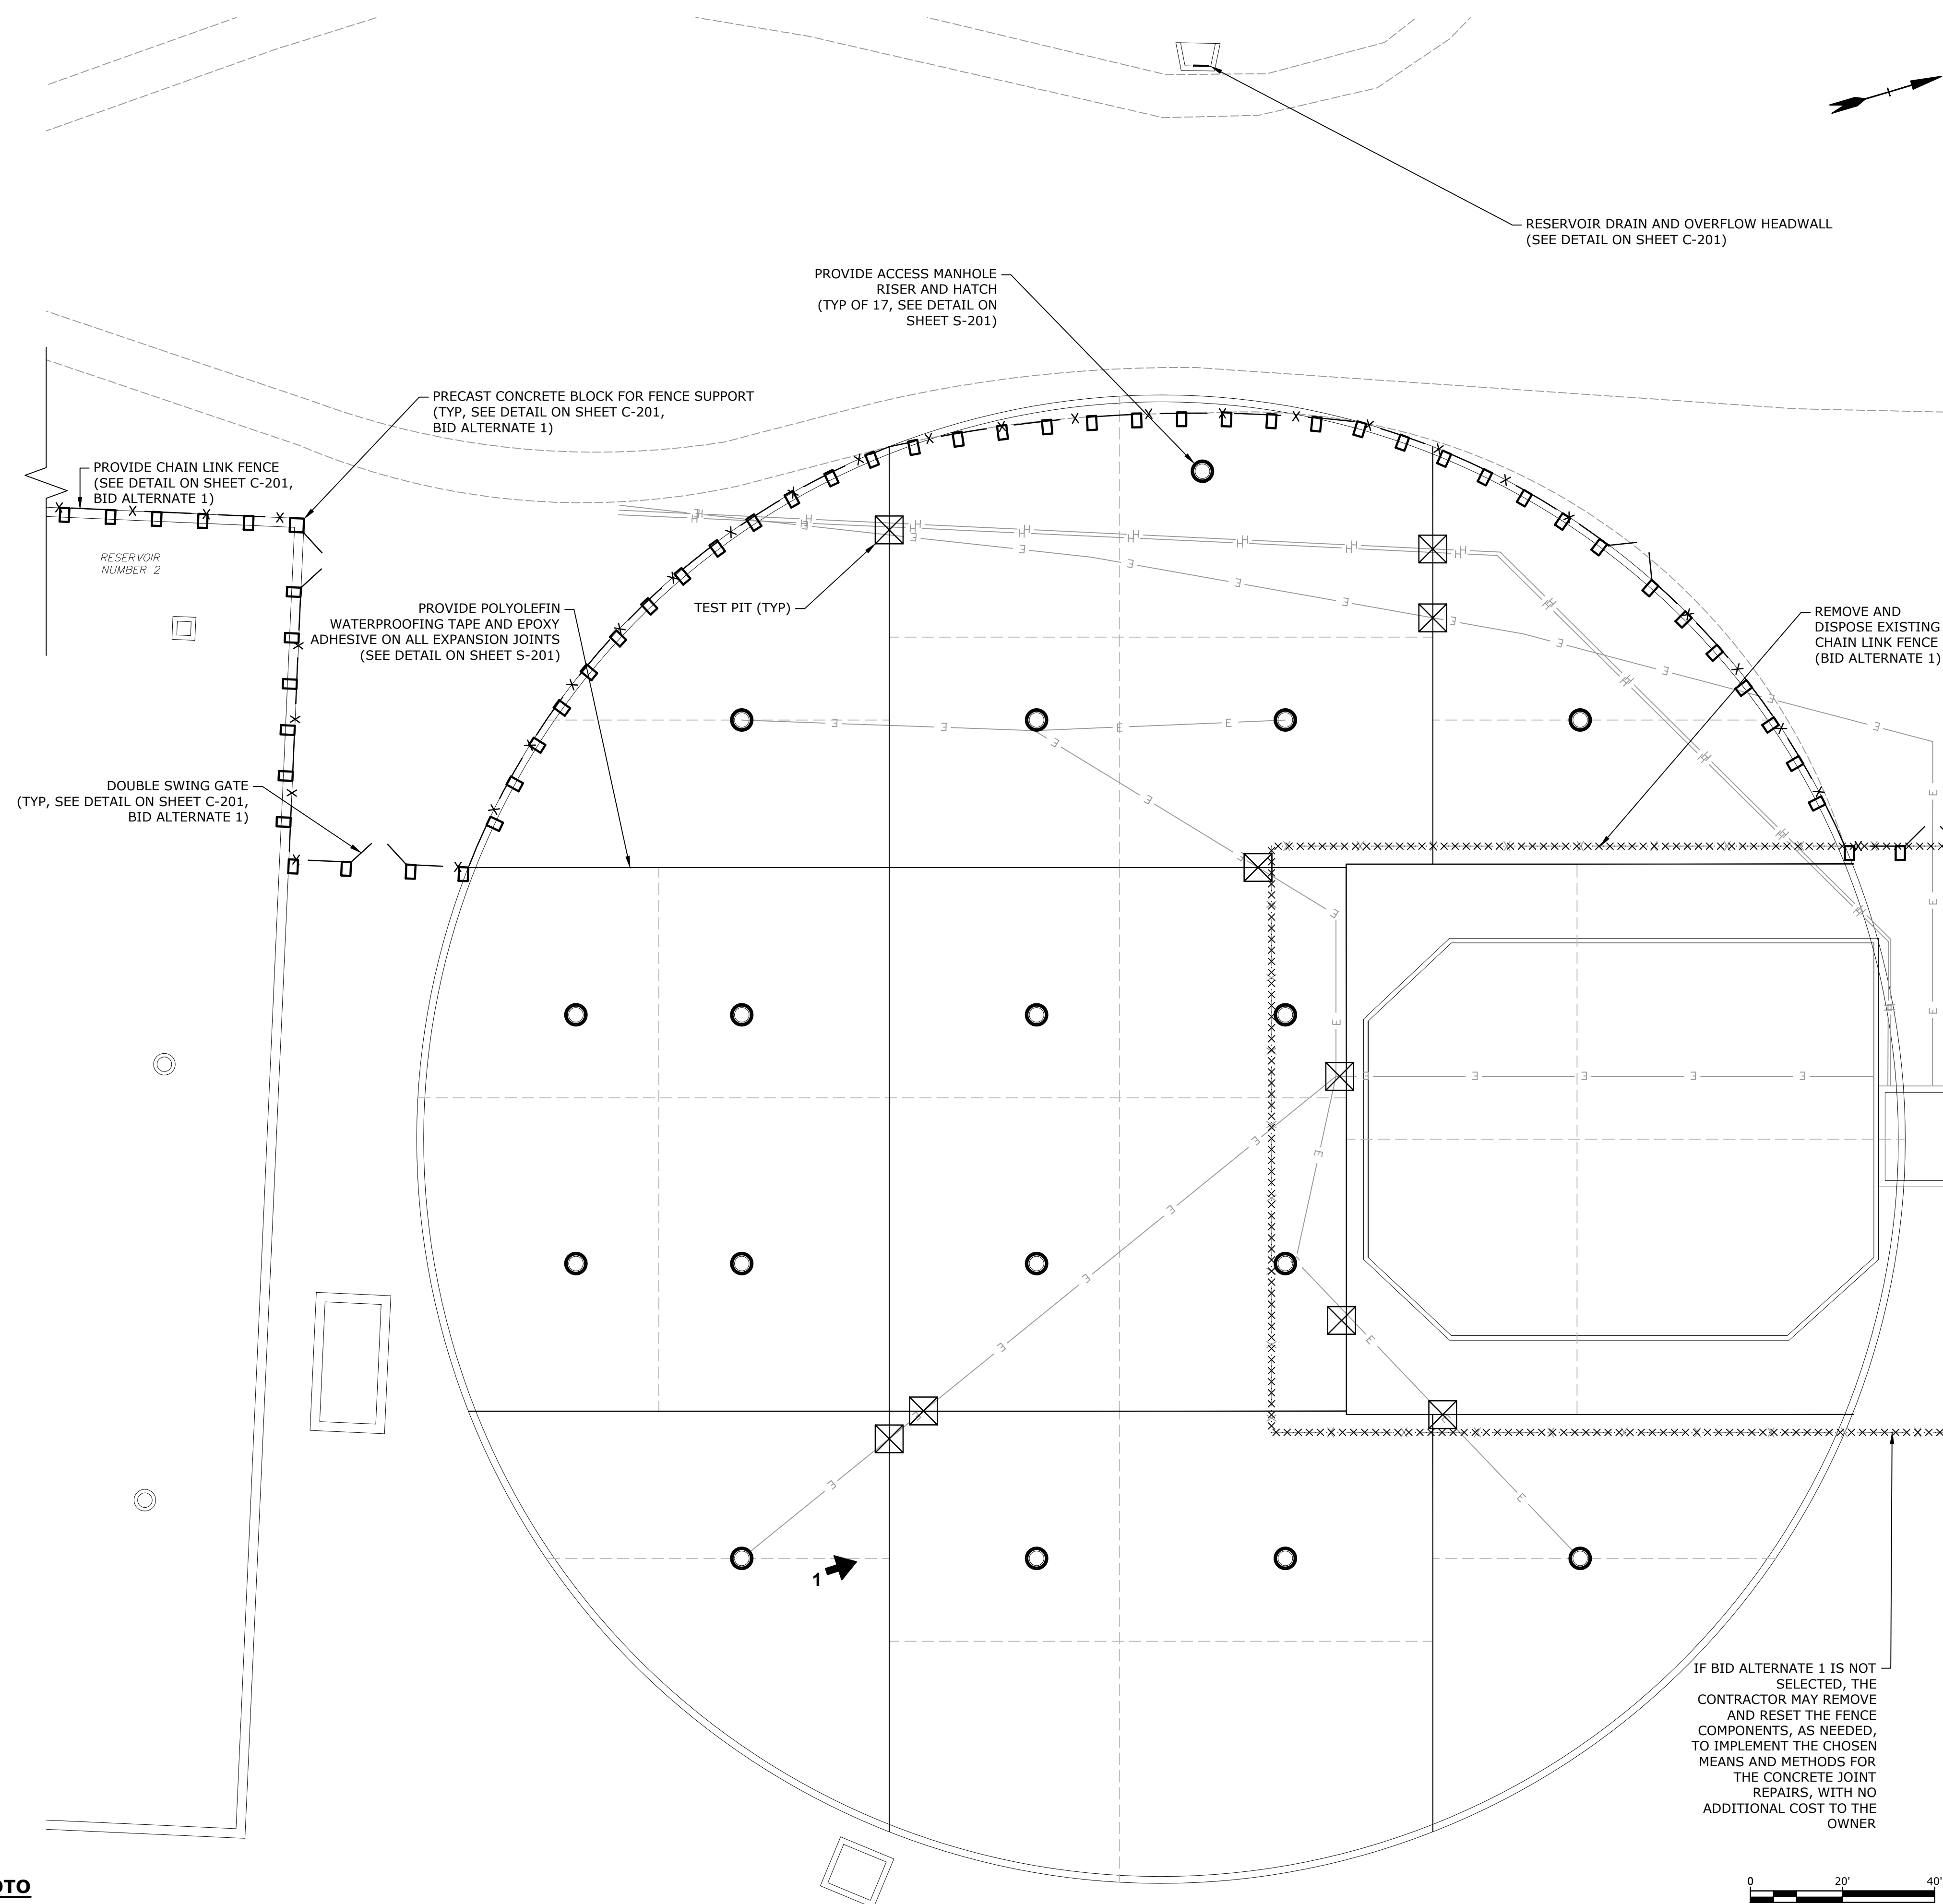 RESERVOIR DRAIN AND OVERFLOW HEADWALL
(SEE DETAIL ON SHEET C-201)
PROVIDE ACCESS MANHOLE
RISER AND HATCH
(TYP OF 17, SEE DETAIL ON
SHEET S-201)
PRECAST CONCRETE BLOCK FOR FENCE SUPPORT
(TYP, SEE DETAIL ON SHEET C-201,
BID ALTERNATE 1)
PROVIDE CHAIN LINK FENCE
(SEE DETAIL ON SHEET C-201,
BID ALTERNATE 1)
RESERVOIR
NUMBER 2
PROVIDE POLYOLEFIN
WATERPROOFING TAPE AND EPOXY
ADHESIVE ON ALL EXPANSION JOINTS
(SEE DETAIL ON SHEET S-201)
TEST PIT (TYP)
REMOVE AND
DISPOSE EXISTING
CHAIN LINK FENCE
(BID ALTERNATE 1)
DOUBLE SWING GATE
(TYP, SEE DETAIL ON SHEET C-201,
BID ALTERNATE 1)
1
IF BID ALTERNATE 1 IS NOT
SELECTED, THE
CONTRACTOR MAY REMOVE
AND RESET THE FENCE
COMPONENTS, AS NEEDED,
TO IMPLEMENT THE CHOSEN
MEANS AND METHODS FOR
THE CONCRETE JOINT
REPAIRS, WITH NO
ADDITIONAL COST TO THE
OWNER
0 20' 40'